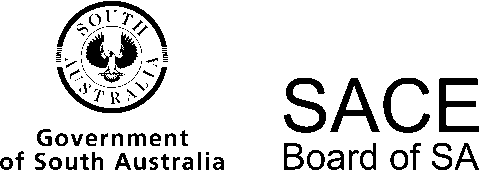 SOUTH
AUSTRALIA
Government
of South Australia
SACE
Board of SA